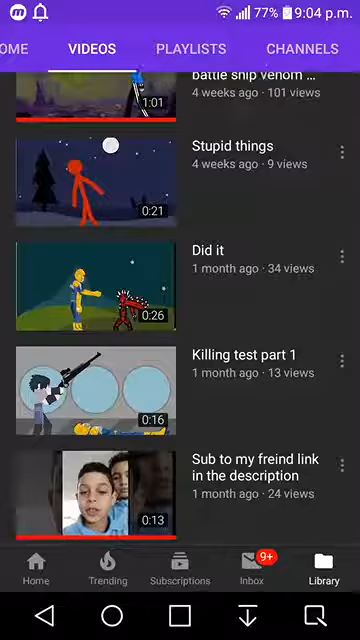 77% 9:04 p.m.
OME VIDEOS PLAYLISTS CHANNELS
battle ship venom ...
4 weeks ago · 101 views
1:01
Stupid things
4 weeks ago · 9 views
0:21
Did it
1 month ago · 34 views
0:26
Killing test part 1
1 month ago · 13 views
0:16
Sub to my freind link
in the description
1 month ago · 24 views
0:13
9+
Home Trending Subscriptions Inbox Library